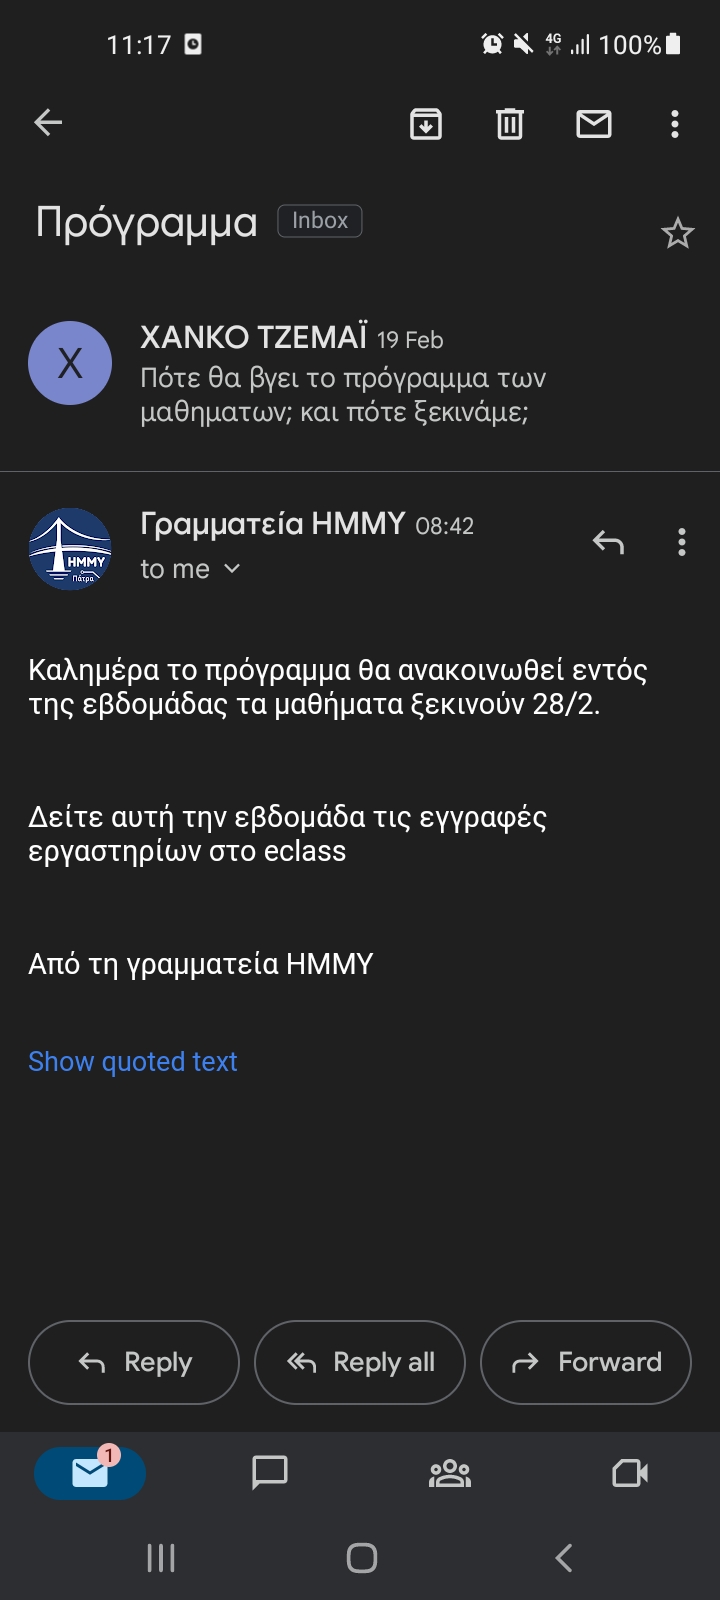 11:17
4G
100%
Πρόγραμμα Inbox
X
ΧΑΝΚΟ ΤΖΕΜΑΪ 19 Feb
Πότε θα βγει το πρόγραμμα των
μαθηματων; και πότε ξεκινάμε;
ΗΜΜΥ
Πάτρα
Γραμματεία ΗΜΜΥ 08:42
to me
Καλημέρα το πρόγραμμα θα ανακοινωθεί εντός
της εβδομάδας τα μαθήματα ξεκινούν 28/2.
Δείτε αυτή την εβδομάδα τις εγγραφές
εργαστηρίων στο eclass
Από τη γραμματεία ΗΜΜΥ
Show quoted text
Reply
Reply all
Forward
1